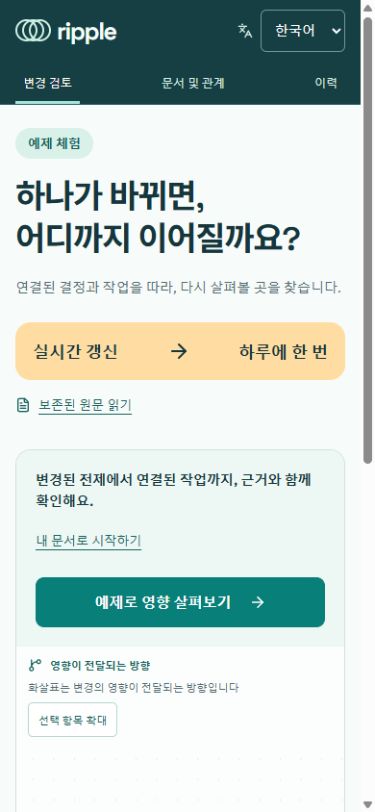 ripple
한국어
변경 검토
문서 및 관계
이력
예제 체험
하나가 바뀌면,
어디까지 이어질까요?
연결된 결정과 작업을 따라, 다시 살펴볼 곳을 찾습니다.
실시간 갱신 → 하루에 한 번
보존된 원문 읽기
변경된 전제에서 연결된 작업까지, 근거와 함께
확인해요.
내 문서로 시작하기
예제로 영향 살펴보기 →
영향이 전달되는 방향
화살표는 변경의 영향이 전달되는 방향입니다
선택 항목 확대